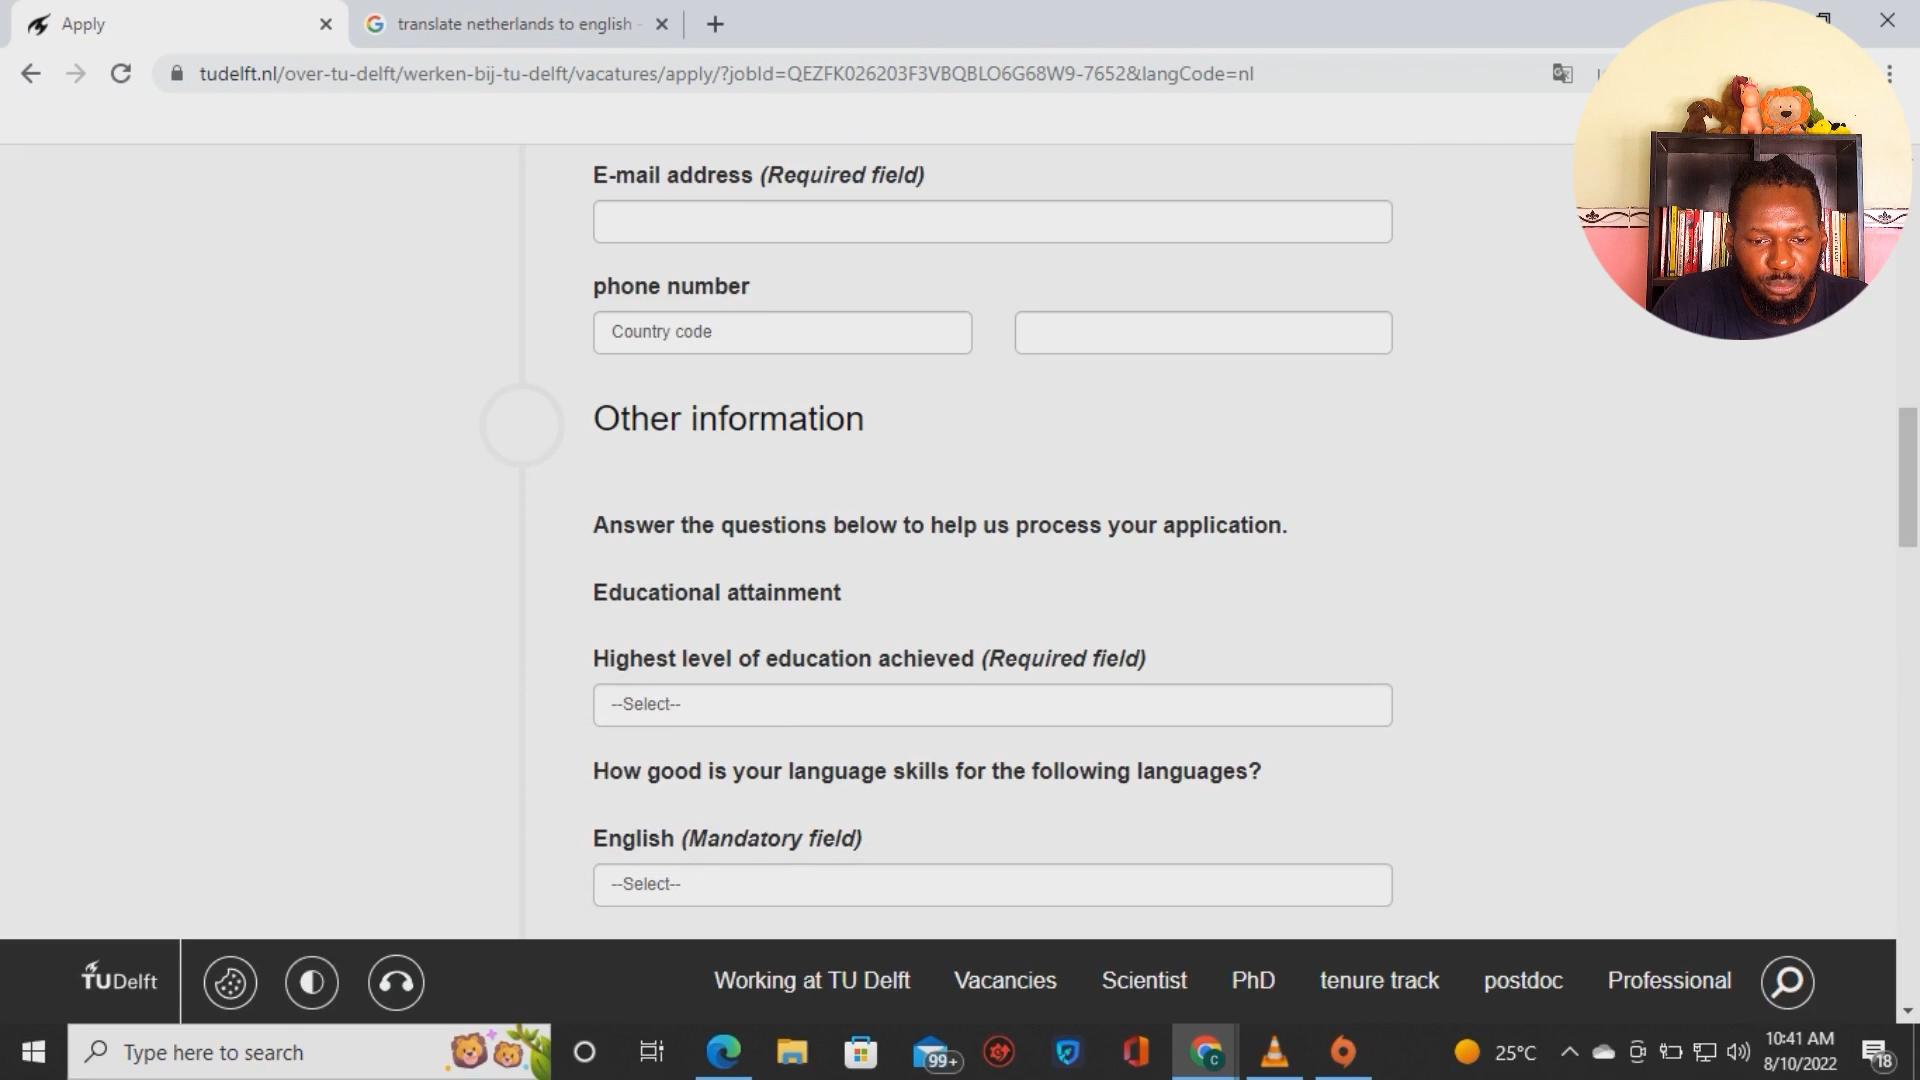 Apply
translate netherlands to english
tudelft.nl/over-tu-delft/werken-bij-tu-delft/vacatures/apply/?jobId=QEZFK026203F3VBQBLO6G68W9-7652&langCode=nl
E-mail address (Required field)
phone number
Country code
Other information
Answer the questions below to help us process your application.
Educational attainment
Highest level of education achieved (Required field)
--Select--
How good is your language skills for the following languages?
English (Mandatory field)
--Select--
TUDelft
Working at TU Delft
Vacancies
Scientist
PhD
tenure track
postdoc
Professional
Type here to search
99+
C
25°C
10:41 AM
8/10/2022
18